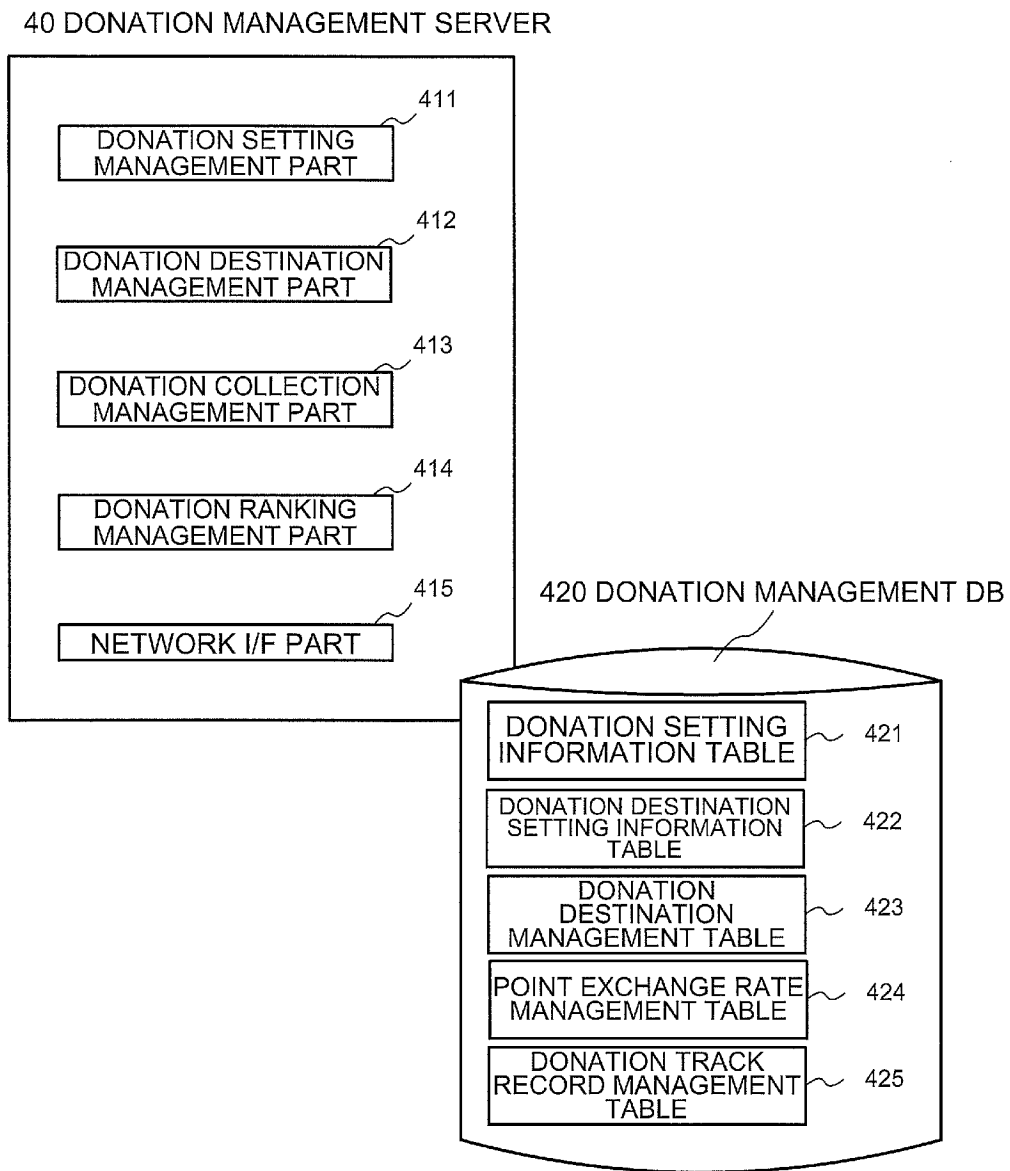 40 DONATION MANAGEMENT SERVER
411
DONATION SETTING
MANAGEMENT PART
412
DONATION DESTINATION
MANAGEMENT PART
413
DONATION COLLECTION
MANAGEMENT PART
414
DONATION RANKING
MANAGEMENT PART
415
NETWORK I/F PART
420 DONATION MANAGEMENT DB
DONATION SETTING
INFORMATION TABLE
421
DONATION DESTINATION
SETTING INFORMATION
TABLE
422
DONATION
DESTINATION
MANAGEMENT TABLE
423
POINT EXCHANGE RATE
MANAGEMENT TABLE
424
DONATION TRACK
RECORD MANAGEMENT
TABLE
425